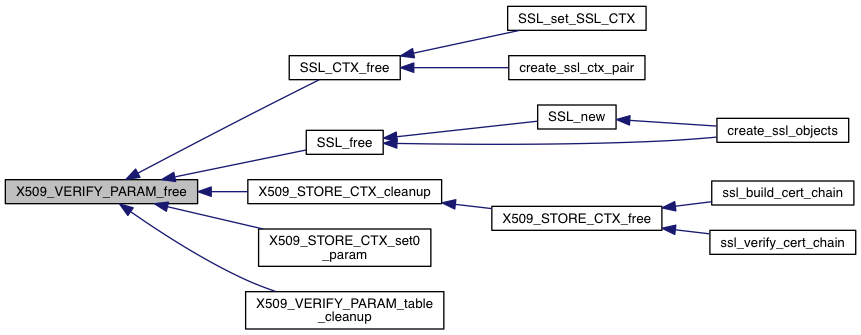 SSL_set_SSL_CTX
SSL_CTX_free
create_ssl_ctx_pair
SSL_new
create_ssl_objects
SSL_free
X509_VERIFY_PARAM_free
X509_STORE_CTX_cleanup
ssl_build_cert_chain
X509_STORE_CTX_free
ssl_verify_cert_chain
X509_STORE_CTX_set0
_param
X509_VERIFY_PARAM_table
_cleanup